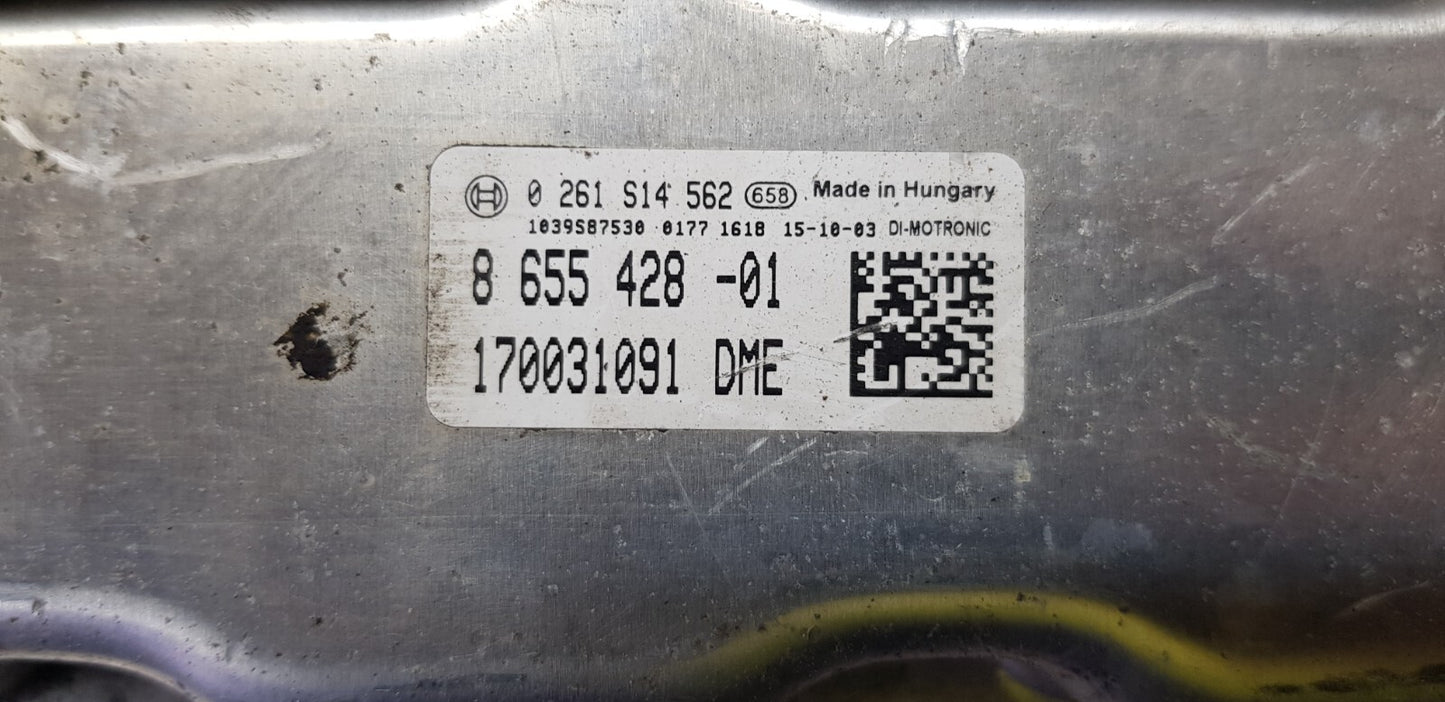 0 261 S14 562 658 Made in Hungary
1039S87530 0177 161B 15-10-03 DI-MOTRONIC
8 655 428 -01
170031091 DME